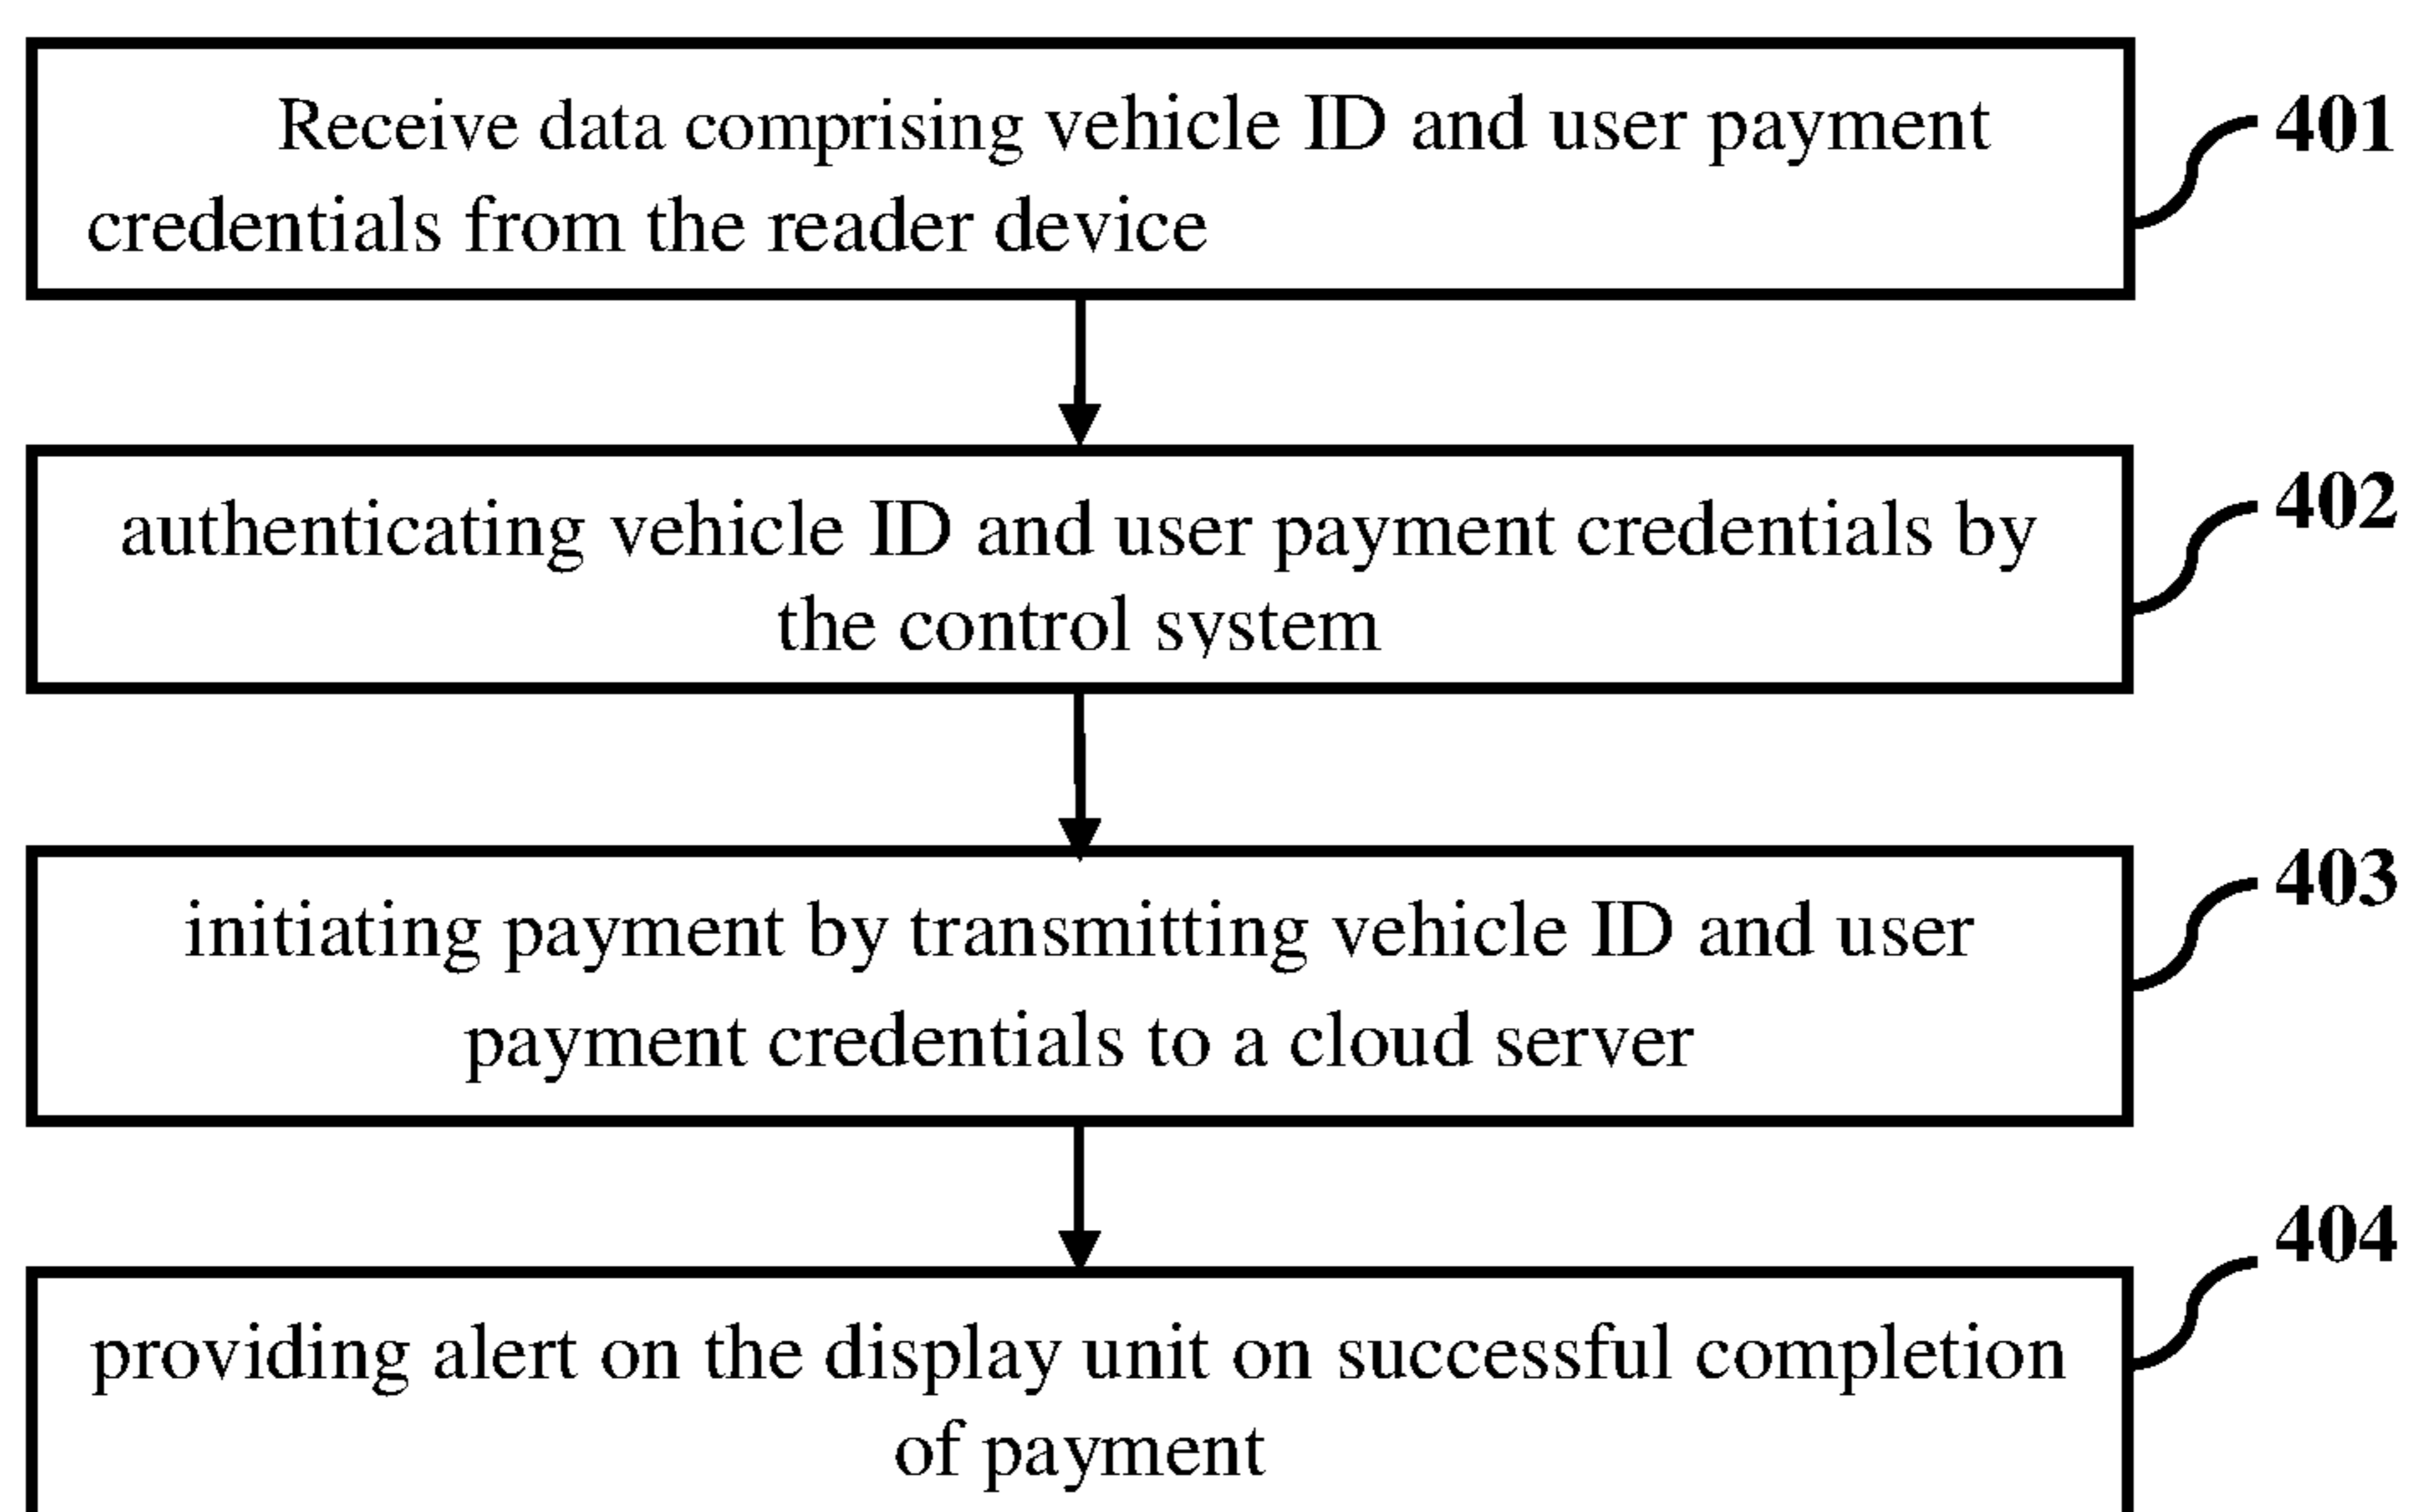 Receive data comprising vehicle ID and user payment
credentials from the reader device
401
authenticating vehicle ID and user payment credentials by
the control system
402
initiating payment by transmitting vehicle ID and user
payment credentials to a cloud server
403
providing alert on the display unit on successful completion
of payment
404